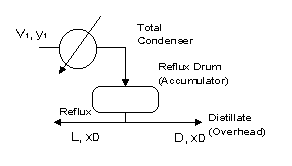 V1, y1
Total
Condenser
Reflux Drum
(Accumulator)
Reflux
Distillate
(Overhead)
L, xD
D, xD